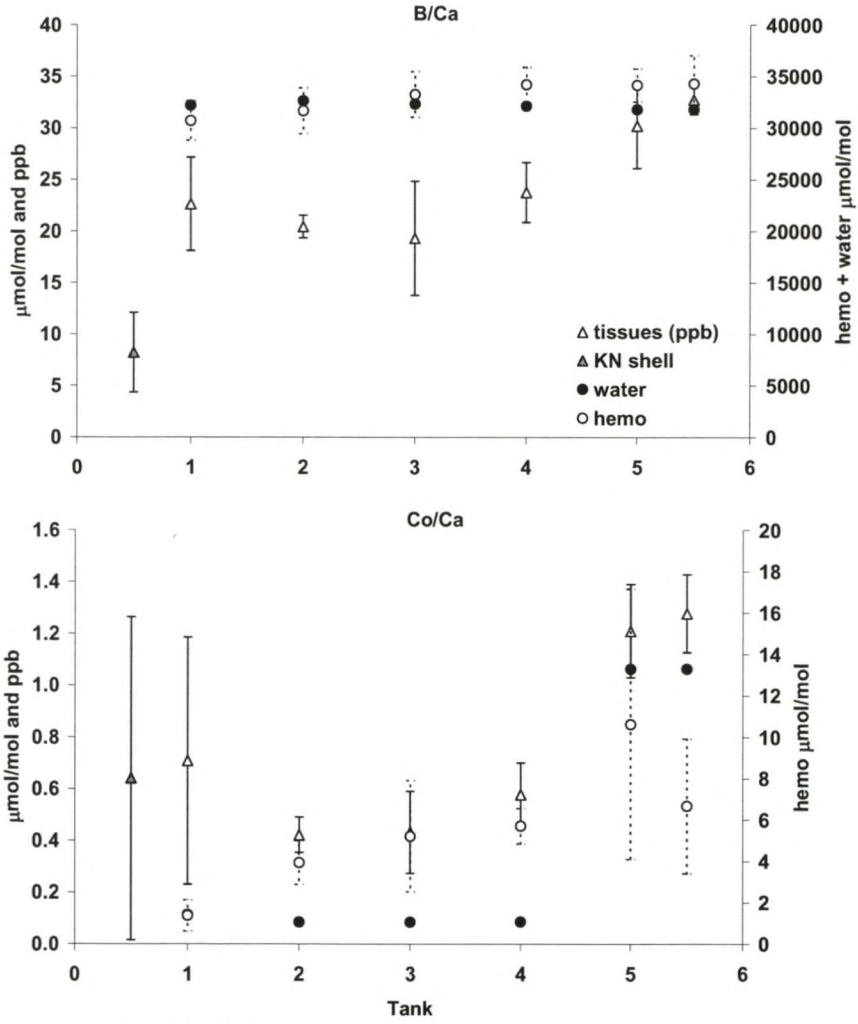 B/Ca
40 40000
35 35000
30 30000
25 25000
20 20000
15 15000
10 10000
5 5000
0 0
μmol/mol and ppb
hemo + water μmol/mol
tissues (ppb)
KN shell
water
hemo
0 1 2 3 4 5 6
Co/Ca
1.6 20
1.4 18
1.2 16
1.0 14
0.8 12
0.6 10
0.4 8
0.2 6
0.0 4
2
0
μmol/mol and ppb
hemo μmol/mol
0 1 2 3 4 5 6
Tank